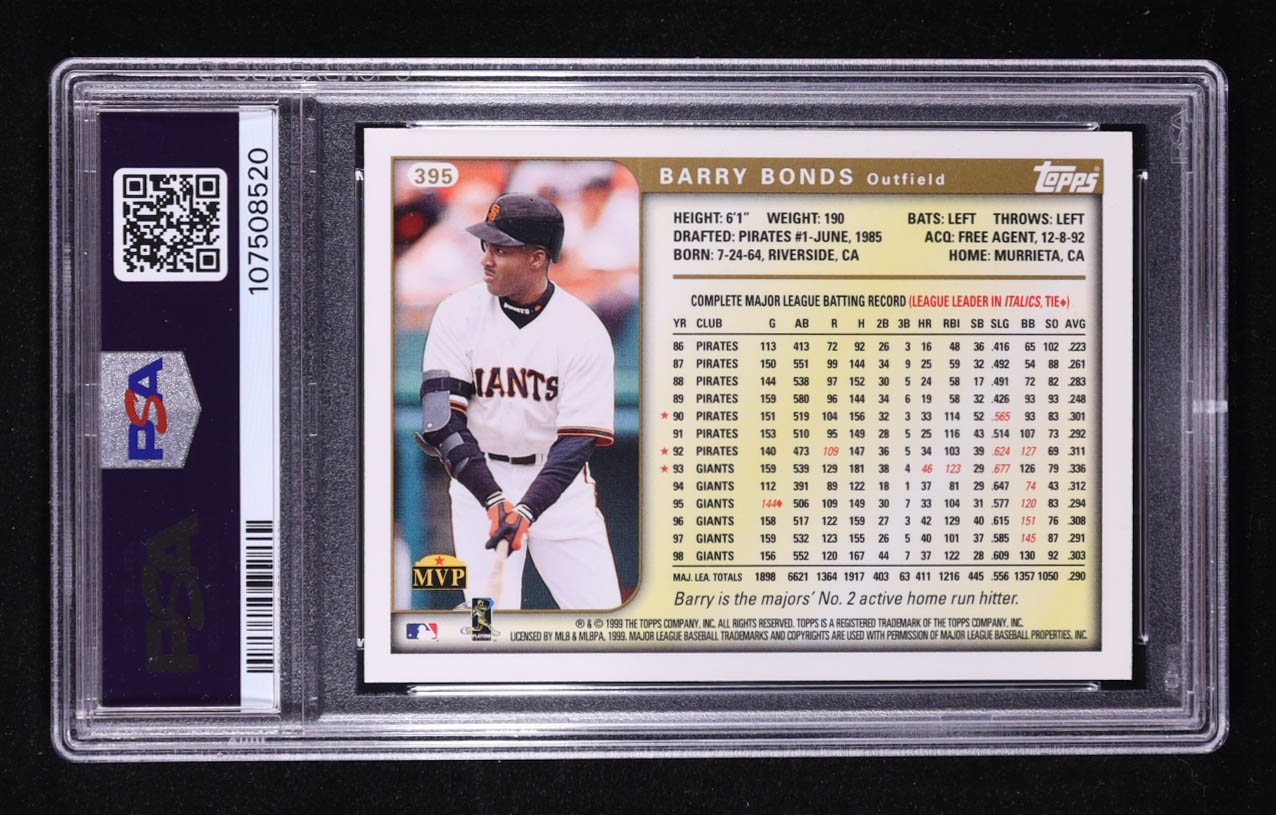 107508520
PSA
PSA
395
BARRY BONDS Outfield
Topps
HEIGHT: 6'1" WEIGHT: 190 BATS: LEFT THROWS: LEFT
DRAFTED: PIRATES #1-JUNE, 1985 ACQ: FREE AGENT, 12-8-92
BORN: 7-24-64, RIVERSIDE, CA HOME: MURRIETA, CA
COMPLETE MAJOR LEAGUE BATTING RECORD (LEAGUE LEADER IN ITALICS, TIE♦)
YR CLUB G AB R H 2B 3B HR RBI SB SLG BB SO AVG
86 PIRATES 113 413 72 92 26 3 16 48 36 .416 65 102 .223
87 PIRATES 150 551 99 144 34 9 25 59 32 .492 54 88 .261
88 PIRATES 144 538 97 152 30 5 24 58 17 .491 72 82 .283
89 PIRATES 159 580 96 144 34 6 19 58 32 .426 93 93 .248
★ 90 PIRATES 151 519 104 156 32 3 33 114 52 .565 93 83 .301
91 PIRATES 153 510 95 149 28 5 25 116 43 .514 107 73 .292
★ 92 PIRATES 140 473 109 147 36 5 34 103 39 .624 127 69 .311
★ 93 GIANTS 159 539 129 181 38 4 46 123 29 .677 126 79 .336
94 GIANTS 112 391 89 122 18 1 37 81 29 .647 74 43 .312
95 GIANTS 144♦ 506 109 149 30 7 33 104 31 .577 120 83 .294
96 GIANTS 158 517 122 159 27 3 42 129 40 .615 151 76 .308
97 GIANTS 159 532 123 155 26 5 40 101 37 .585 145 87 .291
98 GIANTS 156 552 120 167 44 7 37 122 28 .609 130 92 .303
MAJ. LEA. TOTALS 1898 6621 1364 1917 403 63 411 1216 445 .556 1357 1050 .290
Barry is the majors' No. 2 active home run hitter.
GIANTS
MVP
® & © 1999 THE TOPPS COMPANY, INC. ALL RIGHTS RESERVED. TOPPS IS A REGISTERED TRADEMARK OF THE TOPPS COMPANY, INC.
LICENSED BY MLB & MLBPA, 1999. MAJOR LEAGUE BASEBALL TRADEMARKS AND COPYRIGHTS ARE USED WITH PERMISSION OF MAJOR LEAGUE BASEBALL PROPERTIES, INC.